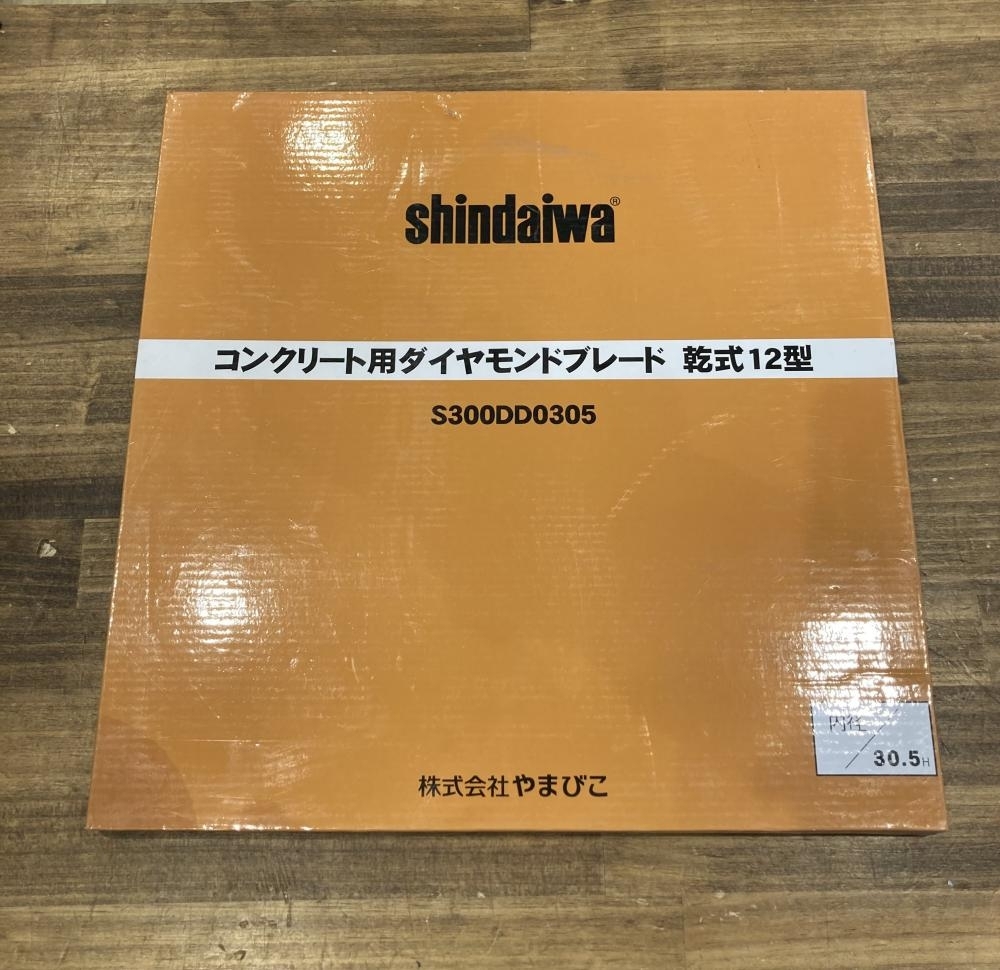 shindaiwa®
コンクリート用ダイヤモンドブレード 乾式12型
S300DD0305
内径
30.5H
株式会社やまびこ